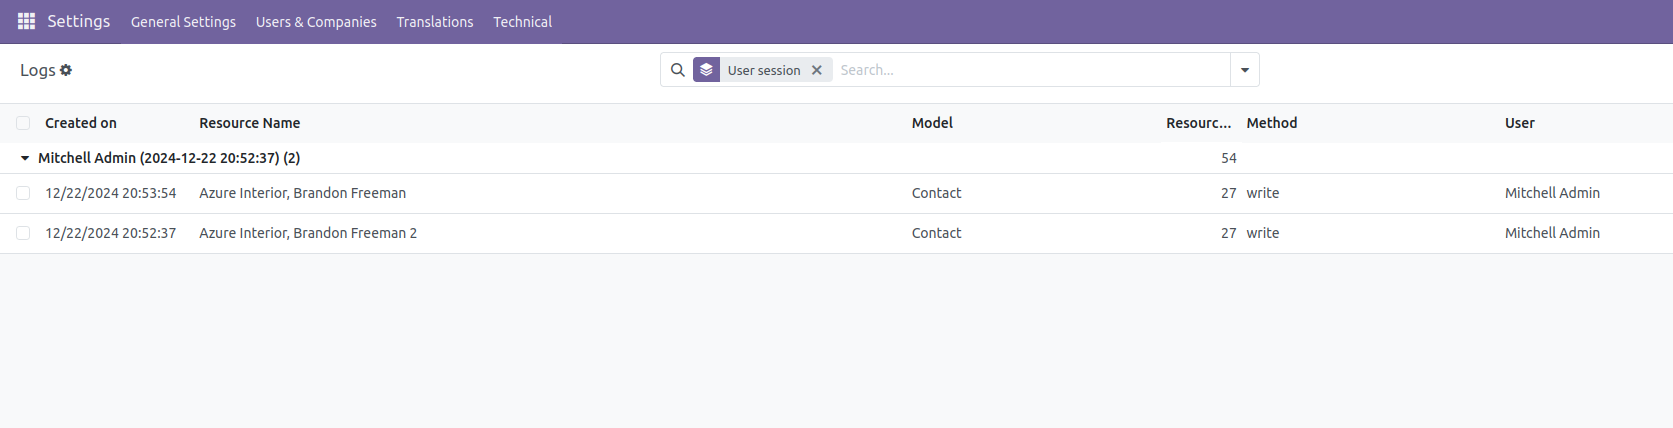 Settings General Settings Users & Companies Translations Technical
Logs User session Search...
Created on Resource Name Model Resourc... Method User
Mitchell Admin (2024-12-22 20:52:37) (2) 54
12/22/2024 20:53:54 Azure Interior, Brandon Freeman Contact 27 write Mitchell Admin
12/22/2024 20:52:37 Azure Interior, Brandon Freeman 2 Contact 27 write Mitchell Admin